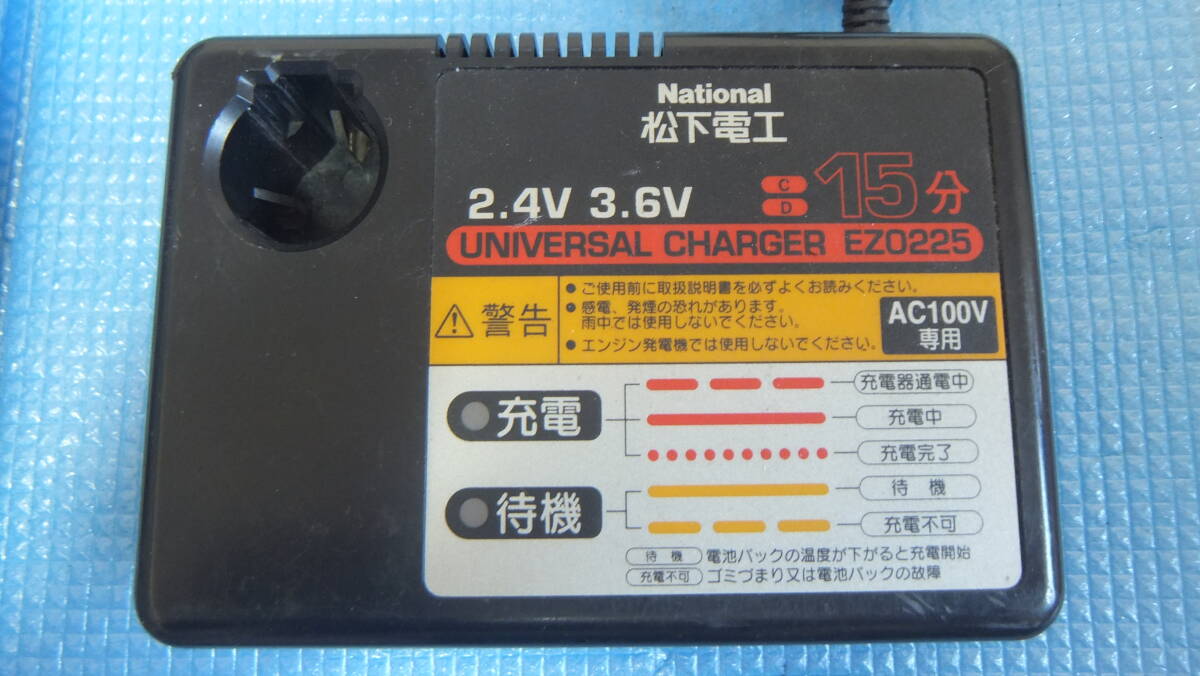 National
松下電工
2.4V 3.6V
C
D
15分
UNIVERSAL CHARGER EZ0225
警告
● ご使用前に取扱説明書を必ずよくお読みください。
● 感電、発煙の恐れがあります。
雨中では使用しないでください。
● エンジン発電機では使用しないでください。
AC100V
専用
充電
充電器通電中
充電中
充電完了
待機
待 機
充電不可
待 機 電池パックの温度が下がると充電開始
充電不可 ゴミづまり又は電池パックの故障